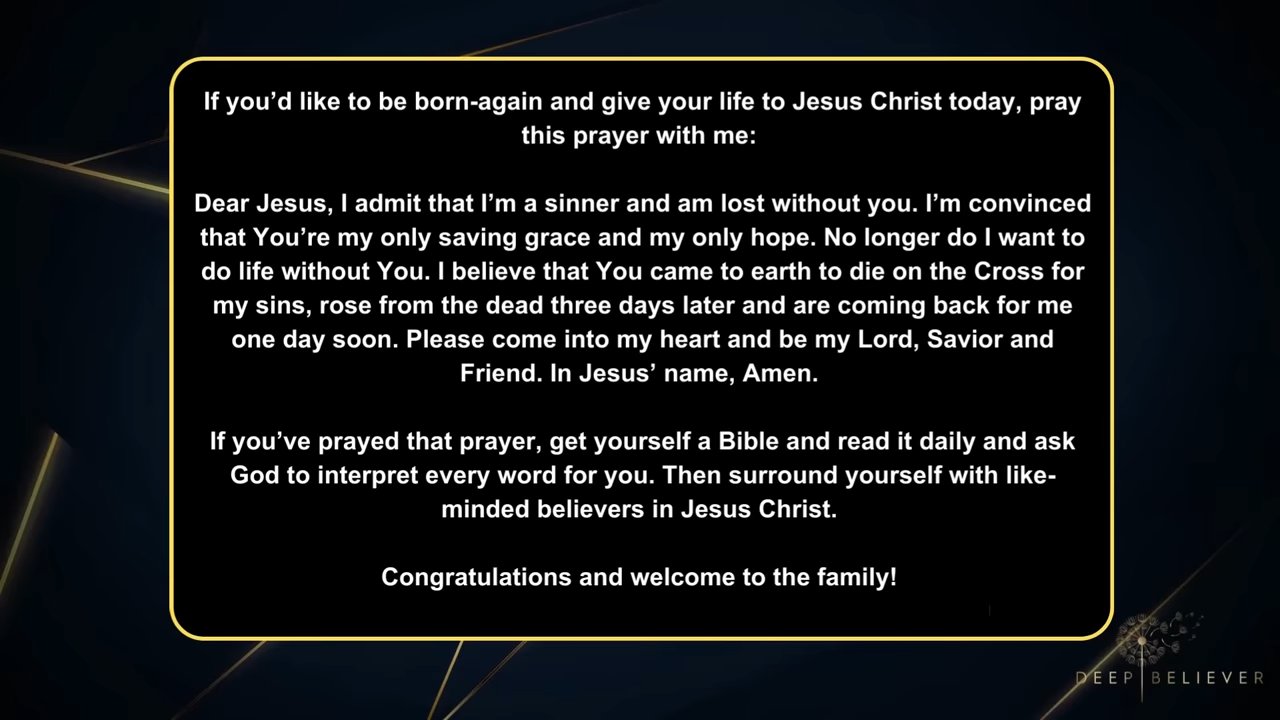 If you’d like to be born-again and give your life to Jesus Christ today, pray
this prayer with me:
Dear Jesus, I admit that I’m a sinner and am lost without you. I’m convinced
that You’re my only saving grace and my only hope. No longer do I want to
do life without You. I believe that You came to earth to die on the Cross for
my sins, rose from the dead three days later and are coming back for me
one day soon. Please come into my heart and be my Lord, Savior and
Friend. In Jesus’ name, Amen.
If you’ve prayed that prayer, get yourself a Bible and read it daily and ask
God to interpret every word for you. Then surround yourself with like-
minded believers in Jesus Christ.
Congratulations and welcome to the family!
DEEP BELIEVER